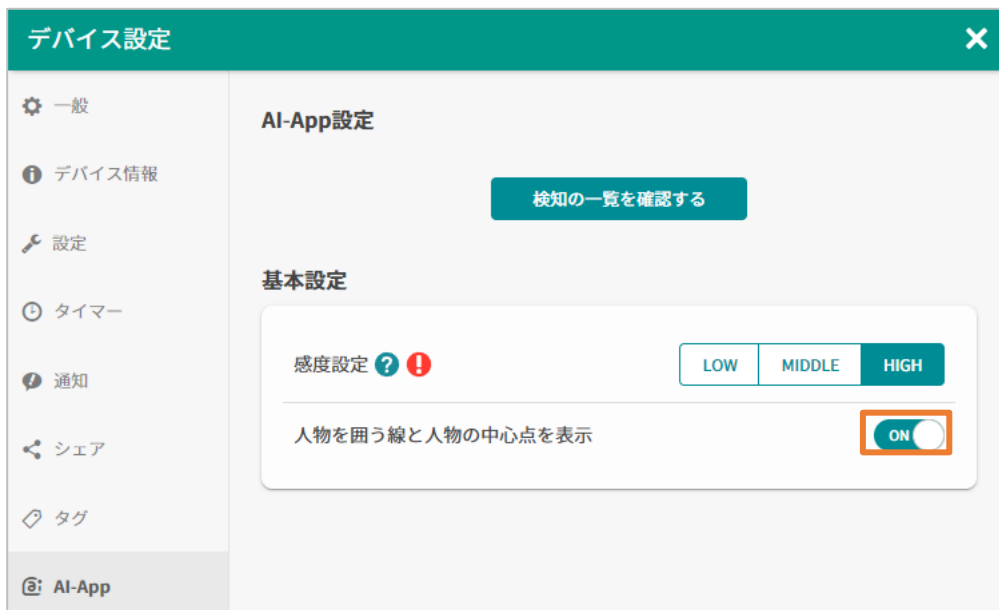 デバイス設定
一般
デバイス情報
設定
タイマー
通知
シェア
タグ
AI-App
AI-App設定
検知の一覧を確認する
基本設定
感度設定 ? ! LOW MIDDLE HIGH
人物を囲う線と人物の中心点を表示 ON